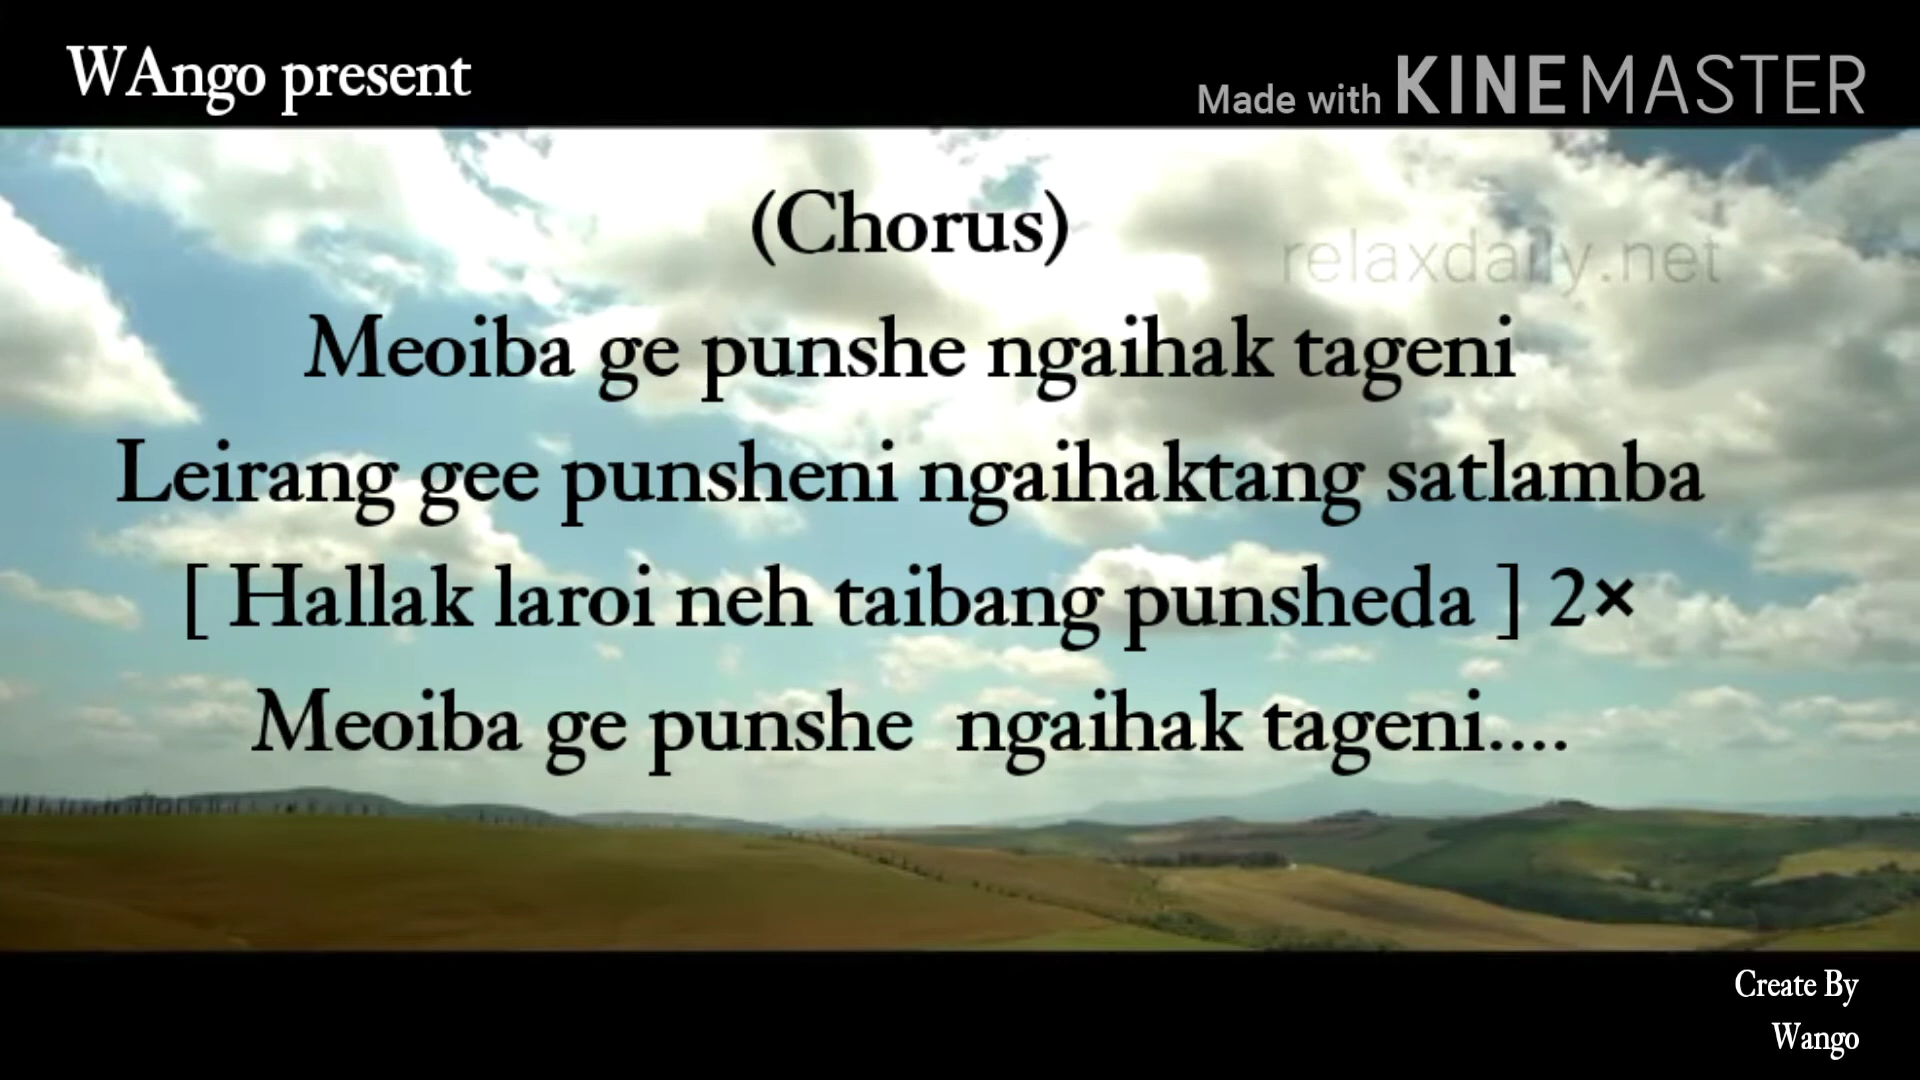 WAngo present
Made with KINEMASTER
(Chorus)
relaxdaily.net
Meoiba ge punshe ngaihak tageni
Leirang gee punsheni ngaihaktang satlamba
[ Hallak laroi neh taibang punsheda ] 2×
Meoiba ge punshe ngaihak tageni....
Create By
Wango